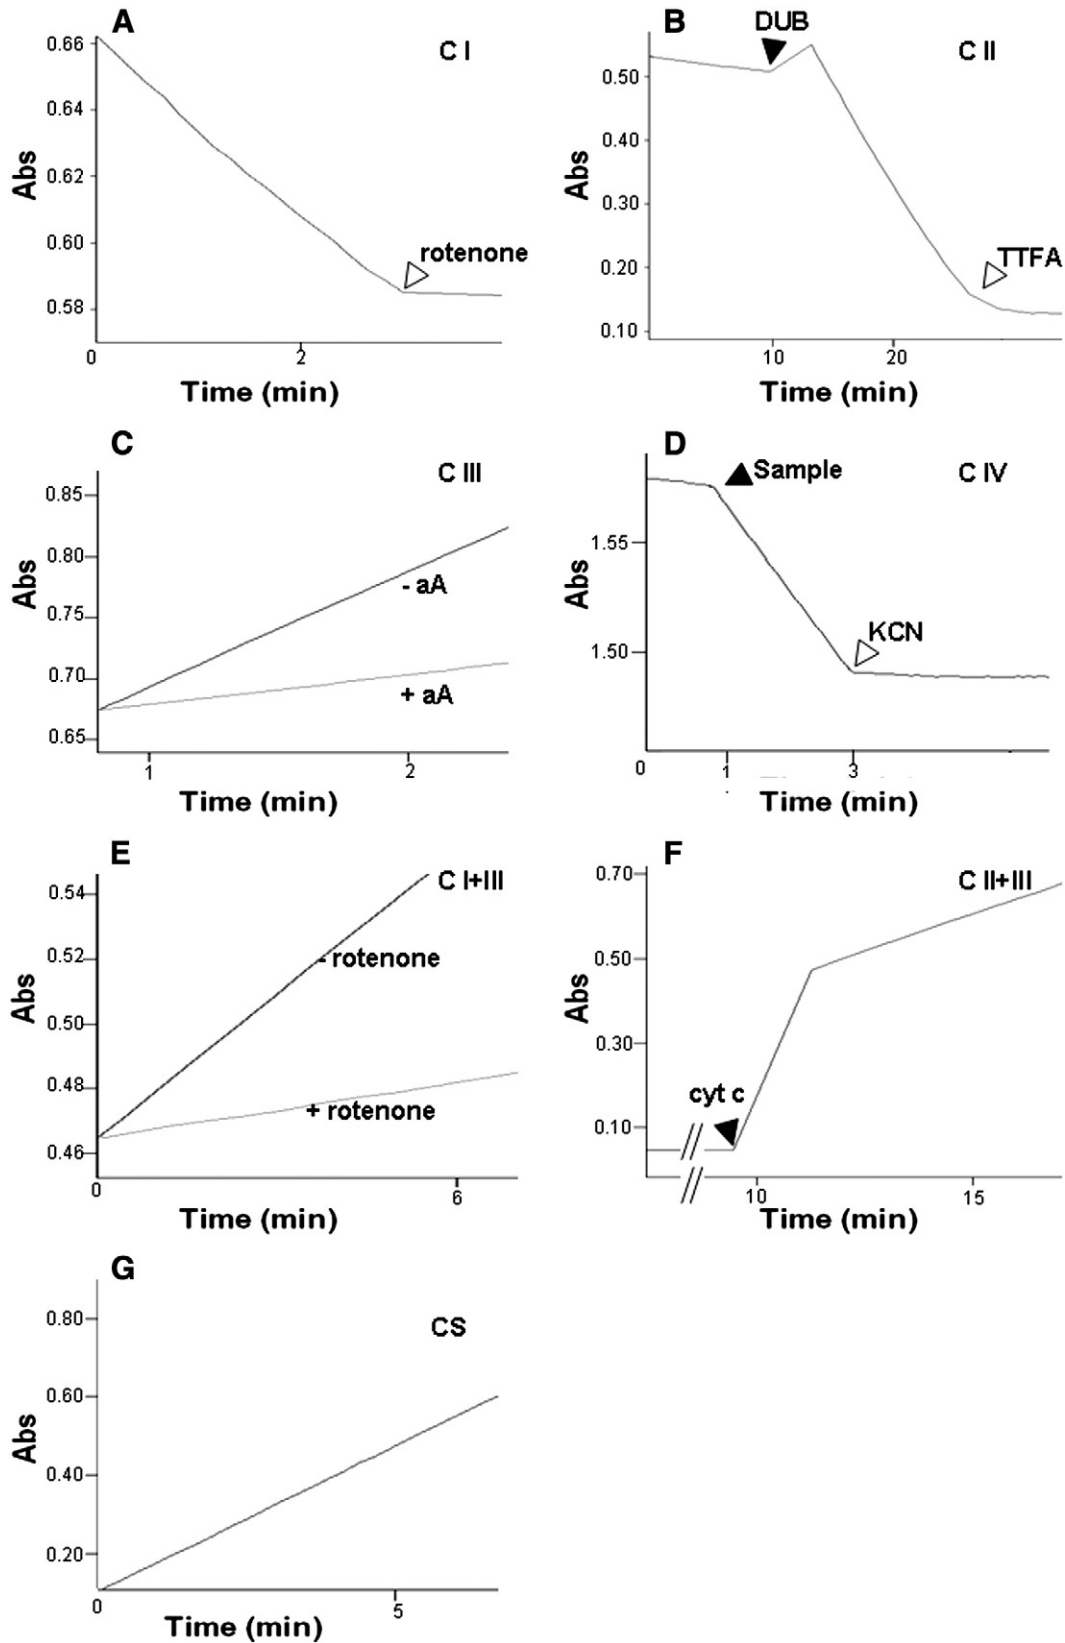 A
C I
0.66
0.64
0.62
0.60
0.58
Abs
rotenone
0
2
Time (min)
B
DUB
C II
0.50
0.40
0.30
0.20
0.10
Abs
TTFA
10
20
Time (min)
C
C III
0.85
0.80
0.75
0.70
0.65
Abs
- aA
+ aA
1
2
Time (min)
D
Sample
C IV
1.55
1.50
Abs
KCN
0
1
3
Time (min)
E
C I+III
0.54
0.52
0.50
0.48
0.46
Abs
- rotenone
+ rotenone
0
6
Time (min)
F
C II+III
0.70
0.50
0.30
0.10
Abs
cyt c
10
15
Time (min)
G
CS
0.80
0.60
0.40
0.20
Abs
0
5
Time (min)